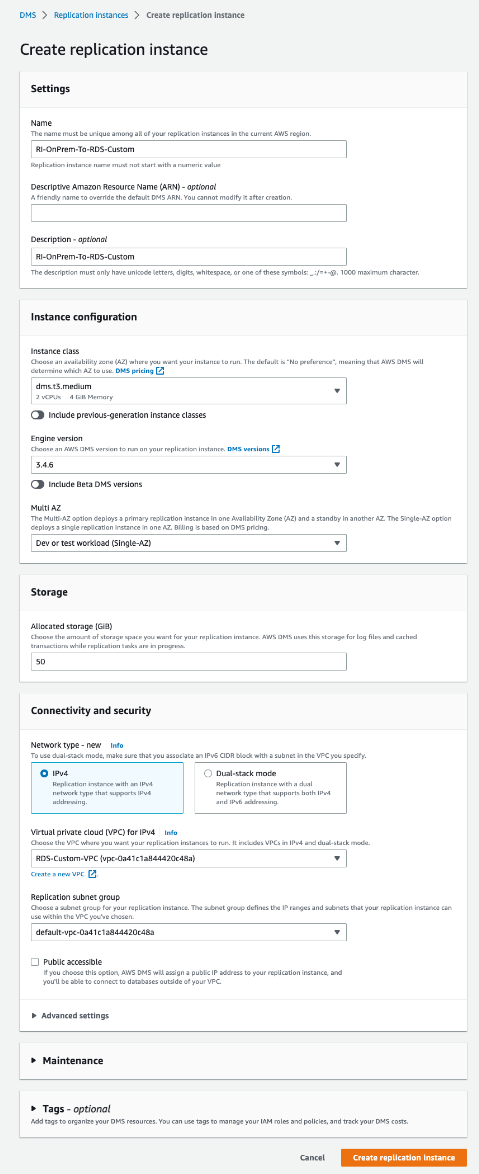 DMS > Replication instances > Create replication instance
Create replication instance
Settings
Name
The name must be unique among all of your replication instances in the current AWS region.
RI-OnPrem-To-RDS-Custom
Replication instance name must not start with a numeric value
Descriptive Amazon Resource Name (ARN) - optional
A friendly name to override the default DMS ARN. You cannot modify it after creation.
Description - optional
RI-OnPrem-To-RDS-Custom
The description must only have unicode letters, digits, whitespace, or one of these symbols: _.:/=+-@. 1000 maximum character.
Instance configuration
Instance class
Choose an availability zone (AZ) where you want your instance to run. The default is "No preference", meaning that AWS DMS will
determine which AZ to use. DMS pricing
dms.t3.medium
2 vCPUs 4 GiB Memory
Include previous-generation instance classes
Engine version
Choose an AWS DMS version to run on your replication instance. DMS versions
3.4.6
Include Beta DMS versions
Multi AZ
The Multi-AZ option deploys a primary replication instance in one Availability Zone (AZ) and a standby in another AZ. The Single-AZ option
deploys a single replication instance in one AZ. Billing is based on DMS pricing.
Dev or test workload (Single-AZ)
Storage
Allocated storage (GiB)
Choose the amount of storage space you want for your replication instance. AWS DMS uses this storage for log files and cached
transactions while replication tasks are in progress.
50
Connectivity and security
Network type - new Info
To use dual-stack mode, make sure that you associate an IPv6 CIDR block with a subnet in the VPC you specify.
IPv4
Replication instance with an IPv4
network type that supports IPv4
addressing.
Dual-stack mode
Replication instance with a dual
network type that supports both IPv4
and IPv6 addressing.
Virtual private cloud (VPC) for IPv4 Info
Choose the VPC where you want your replication instances to run. It includes VPCs in IPv4 and dual-stack mode.
RDS-Custom-VPC (vpc-0a41c1a844420c48a)
Create a new VPC.
Replication subnet group
Choose a subnet group for your replication instance. The subnet group defines the IP ranges and subnets that your replication instance can
use within the VPC you've chosen.
default-vpc-0a41c1a844420c48a
Public accessible
If you choose this option, AWS DMS will assign a public IP address to your replication instance, and
you'll be able to connect to databases outside of your VPC.
Advanced settings
Maintenance
Tags - optional
Add tags to organize your DMS resources. You can use tags to manage your IAM roles and policies, and track your DMS costs.
Cancel
Create replication instance